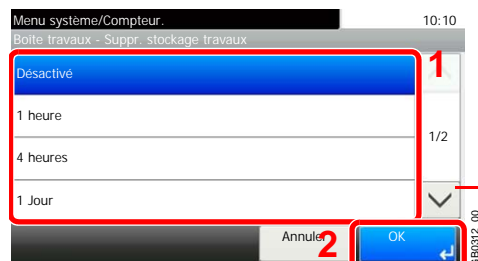 Menu système/Compteur.
10:10
Boîte travaux - Suppr. stockage travaux
Désactivé
1
1 heure
1/2
4 heures
1 Jour
Annuler
2
OK